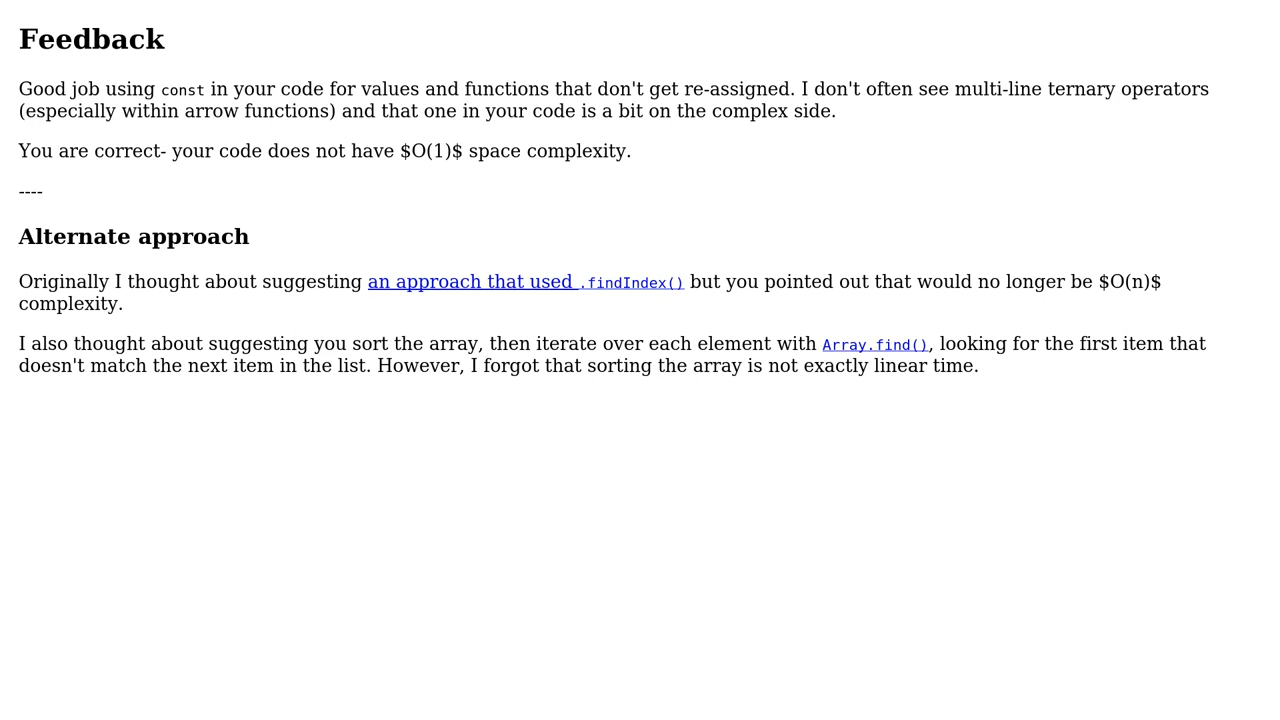 Feedback
Good job using const in your code for values and functions that don't get re-assigned. I don't often see multi-line ternary operators
(especially within arrow functions) and that one in your code is a bit on the complex side.
You are correct- your code does not have $O(1)$ space complexity.
----
Alternate approach
Originally I thought about suggesting an approach that used .findIndex() but you pointed out that would no longer be $O(n)$
complexity.
I also thought about suggesting you sort the array, then iterate over each element with Array.find(), looking for the first item that
doesn't match the next item in the list. However, I forgot that sorting the array is not exactly linear time.